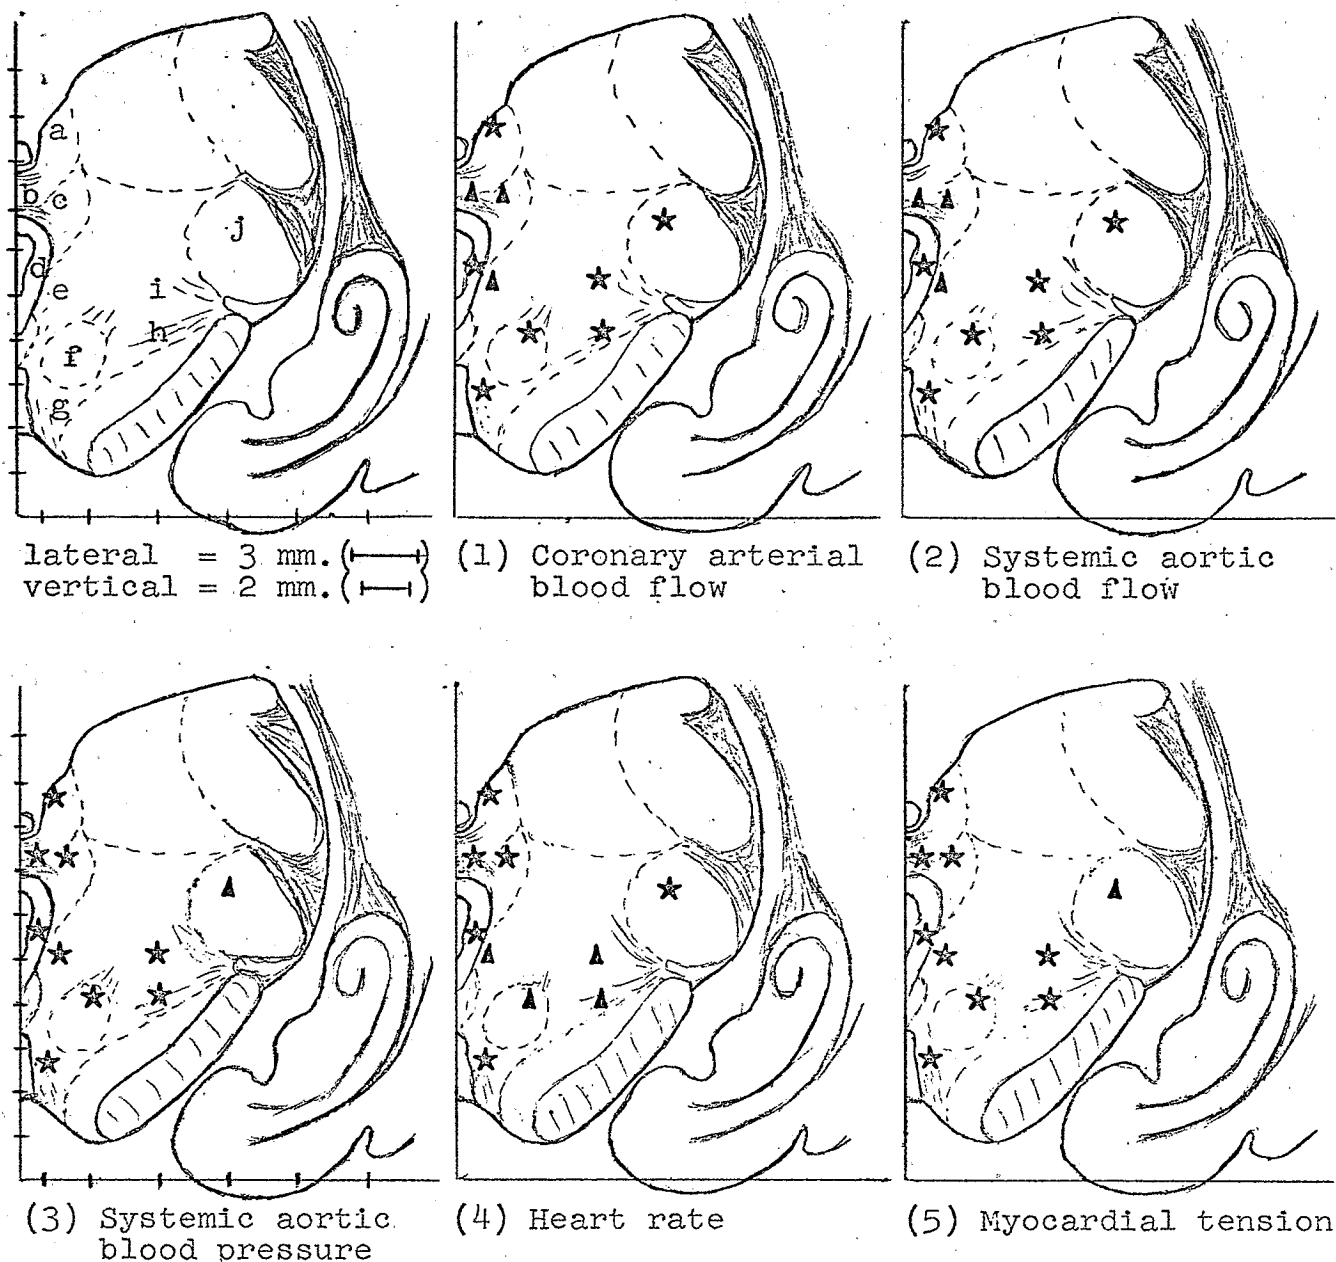 a
b c
j
d
e
i
h
f
g
lateral = 3 mm.
vertical = 2 mm.
(1) Coronary arterial
blood flow
(2) Systemic aortic
blood flow
(3) Systemic aortic
blood pressure
(4) Heart rate
(5) Myocardial tension